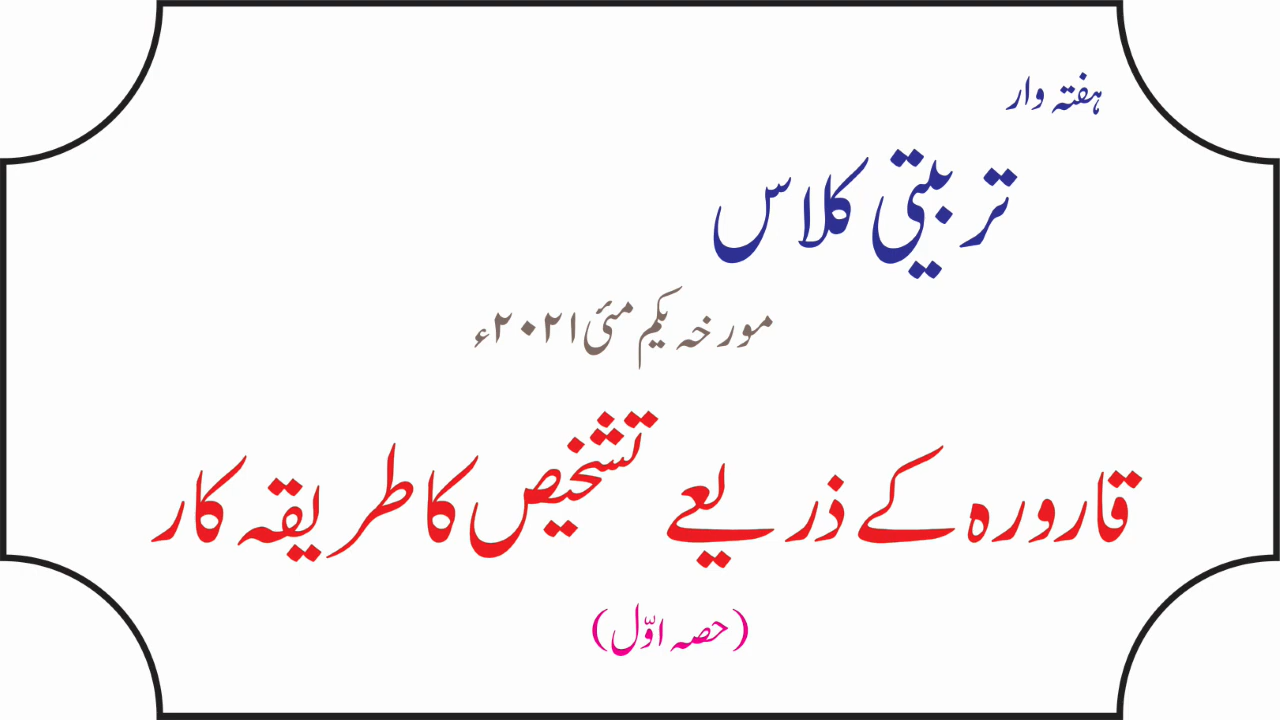 ہفتہ وار
تربیتی کلاس
مورخہ یکم مئی ۲۰۲۱ء
قارورہ کے ذریعے تشخیص کا طریقہ کار
(حصہ اوّل)